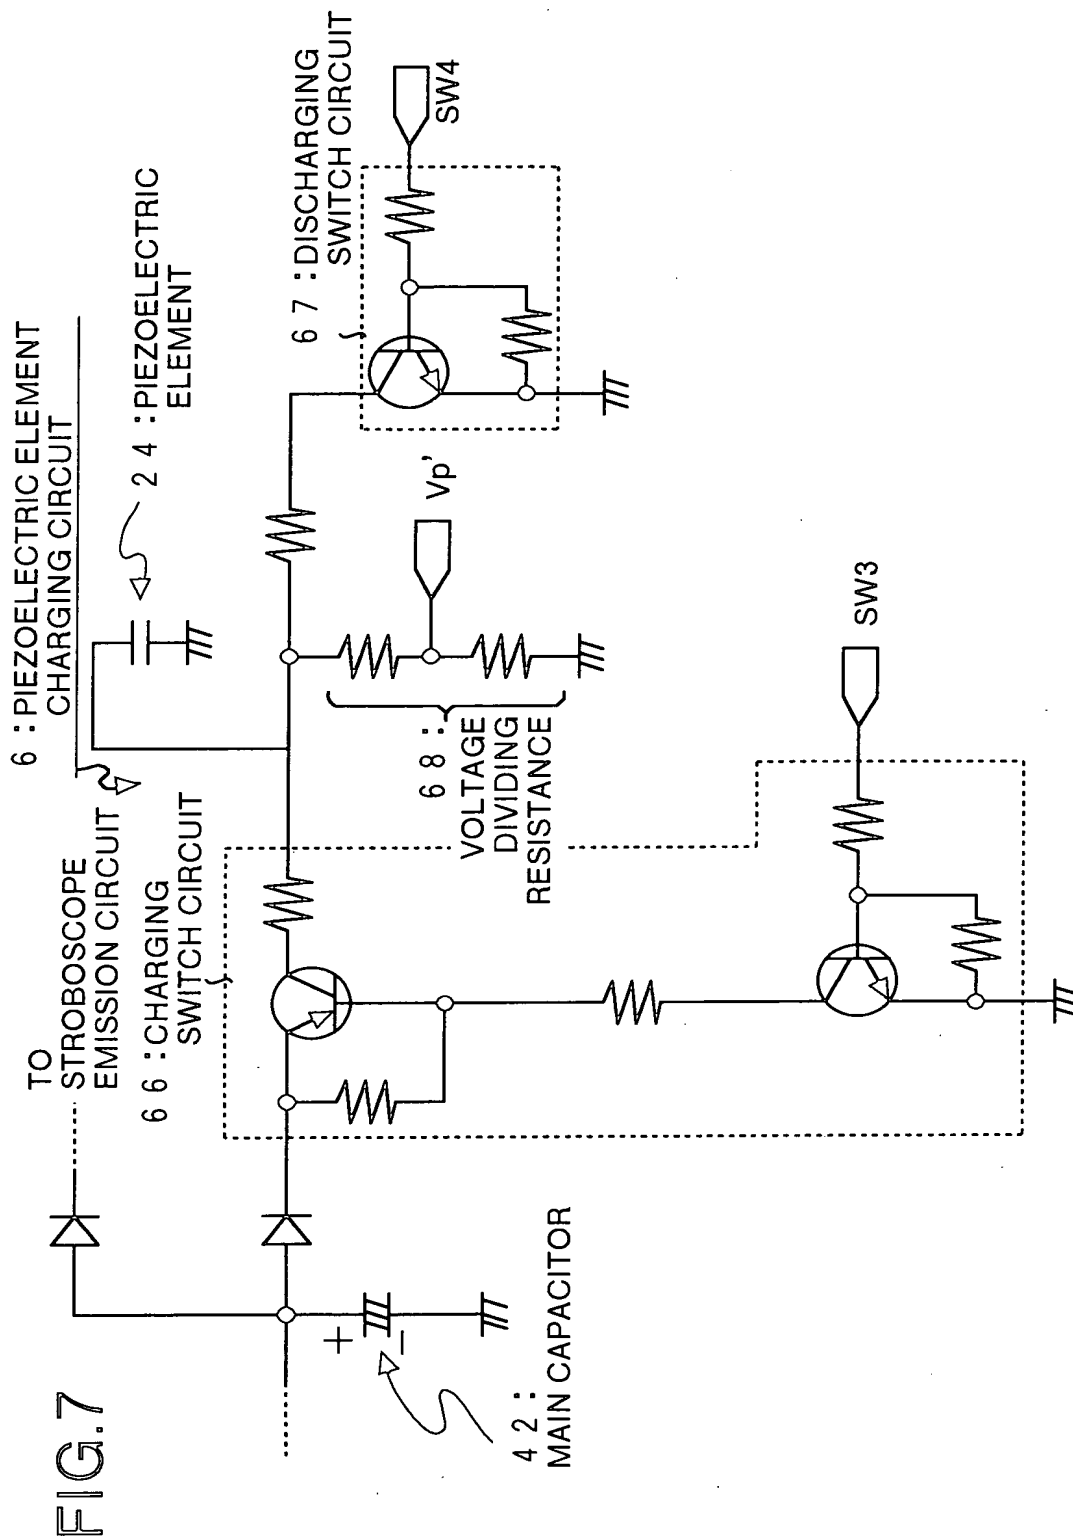 FIG.7
6 : PIEZOELECTRIC ELEMENT
CHARGING CIRCUIT
TO
STROBOSCOPE
EMISSION CIRCUIT
2 4 : PIEZOELECTRIC
ELEMENT
6 6 : CHARGING
SWITCH CIRCUIT
6 7 : DISCHARGING
SWITCH CIRCUIT
SW4
Vp'
6 8 :
VOLTAGE
DIVIDING
RESISTANCE
+
−
4 2 :
MAIN CAPACITOR
SW3